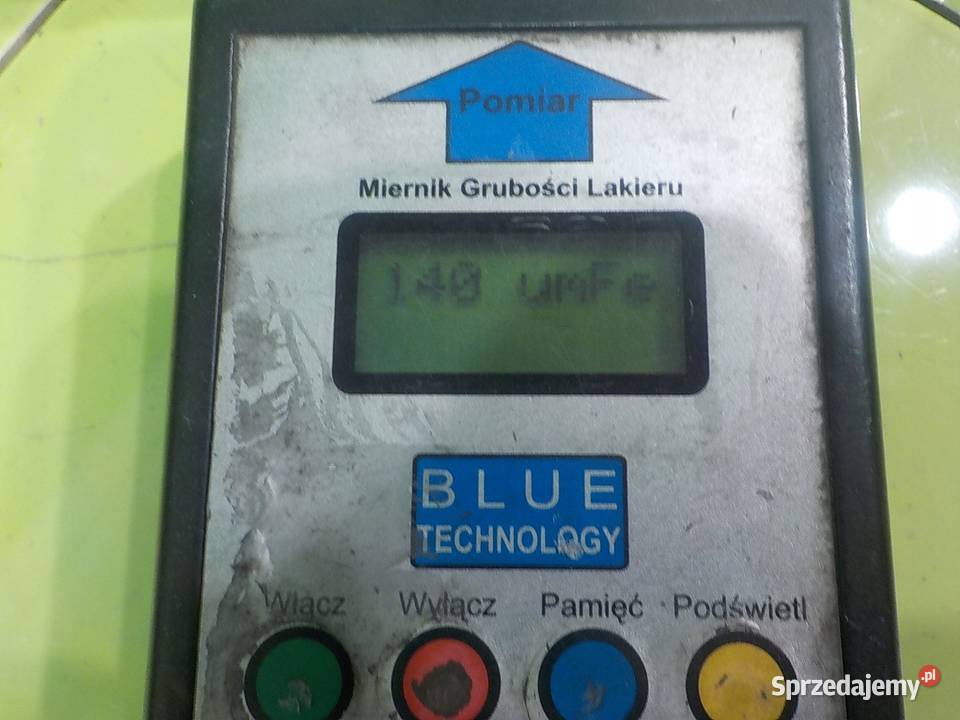 Pomiar
Miernik Grubości Lakieru
140 umFe
BLUE
TECHNOLOGY
Włącz Wyłącz Pamięć Podświetl
Sprzedajemy.pl